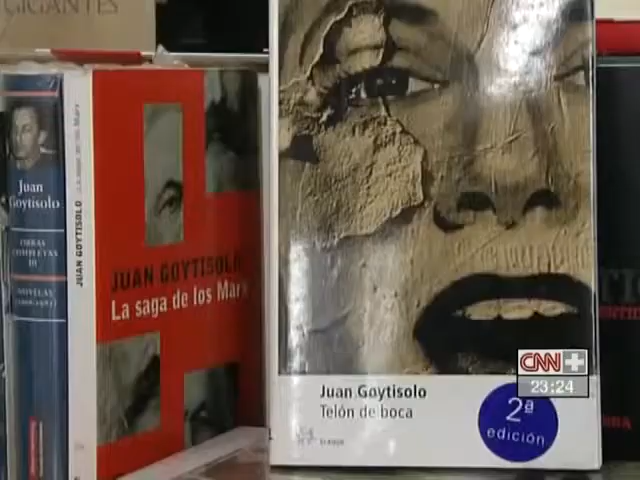 GIGANTES
Juan
Goytisolo
OBRAS
COMPLETAS
III
NOVELAS
JUAN GOYTISOLO
JUAN GOYTISOLO
La saga de los Marx
Juan Goytisolo
Telón de boca
2ª
edición
CNN+
23:24